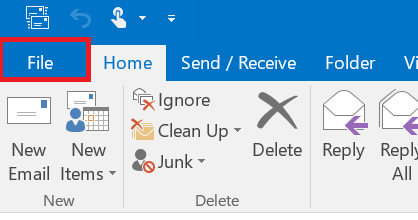 File Home Send / Receive Folder Vi
New Email
New Items
Ignore
Clean Up
Junk
Delete
Reply
Reply All
New Delete